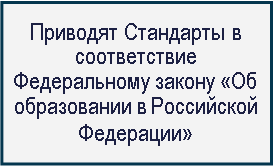 Приводят Стандарты в
соответствие
Федеральному закону «Об
образовании в Российской
Федерации»